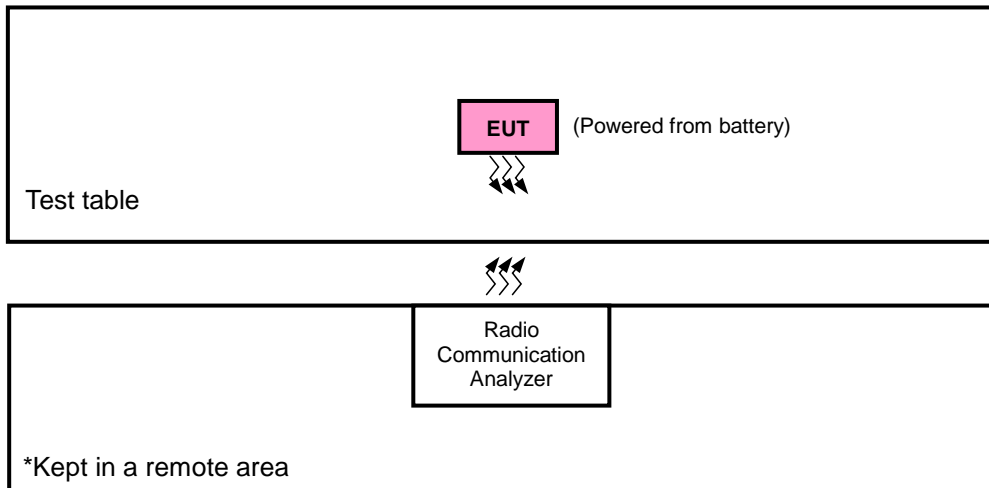 EUT
(Powered from battery)
Test table
Radio
Communication
Analyzer
*Kept in a remote area